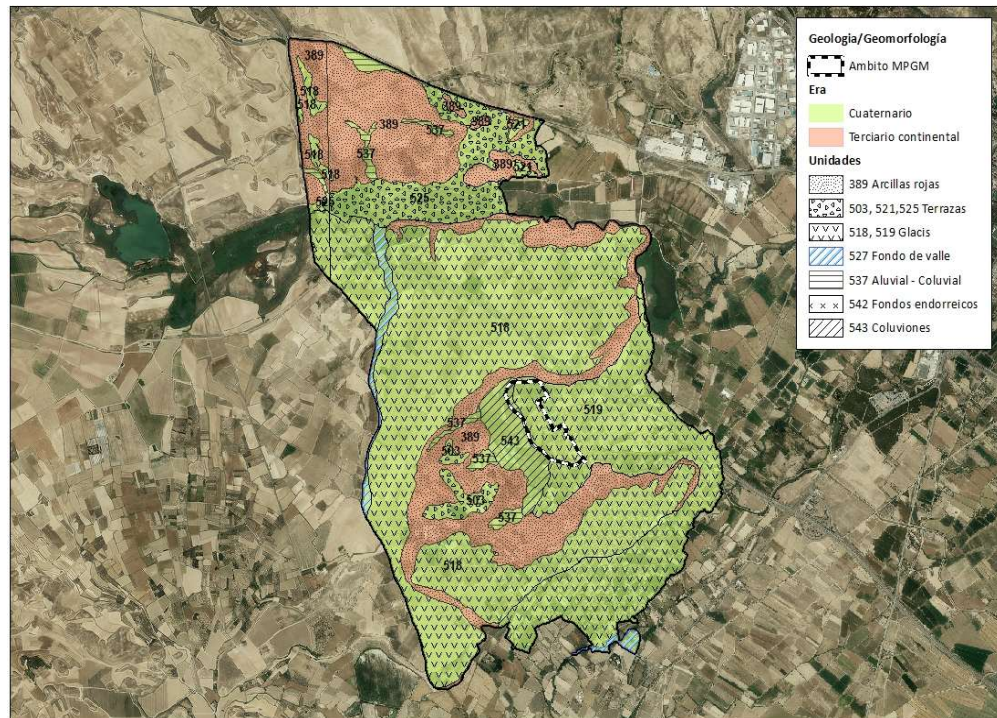 Geologia/Geomorfología
Ambito MPGM
Era
Cuaternario
Terciario continental
Unidades
389 Arcillas rojas
503, 521,525 Terrazas
518, 519 Glacis
527 Fondo de valle
537 Aluvial - Coluvial
542 Fondos endorreicos
543 Coluviones
389
518
518
389
389
389
521
537
518
537
389
521
518
525
525
518
519
537
389
543
503
537
503
537
518